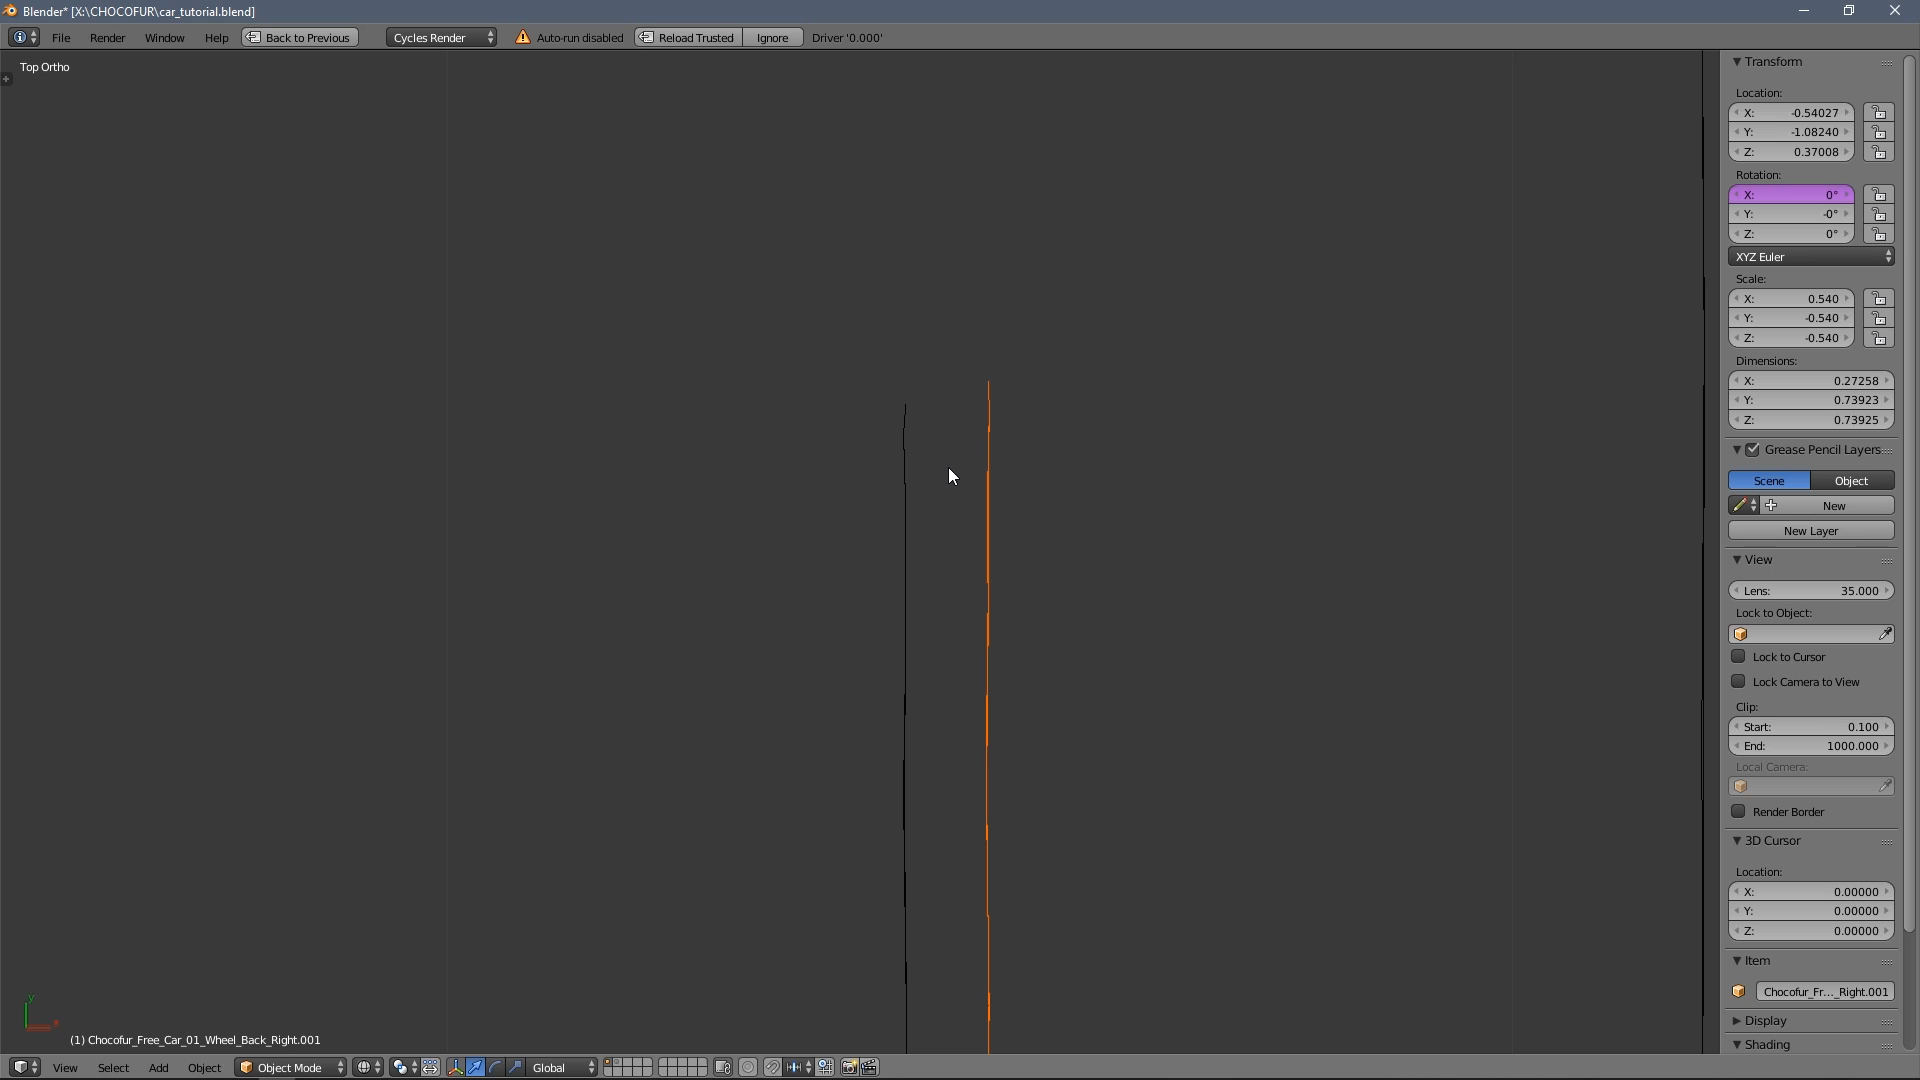 Blender* [X:\CHOCOFUR\car_tutorial.blend]
File Render Window Help Back to Previous Cycles Render Auto-run disabled Reload Trusted Ignore Driver '0.000'
Top Ortho
Transform
Location:
X: -0.54027
Y: -1.08240
Z: 0.37008
Rotation:
X: 0°
Y: -0°
Z: 0°
XYZ Euler
Scale:
X: 0.540
Y: -0.540
Z: -0.540
Dimensions:
X: 0.27258
Y: 0.73923
Z: 0.73925
Grease Pencil Layers
Scene Object
New
New Layer
View
Lens: 35.000
Lock to Object:
Lock to Cursor
Lock Camera to View
Clip:
Start: 0.100
End: 1000.000
Local Camera:
Render Border
3D Cursor
Location:
X: 0.00000
Y: 0.00000
Z: 0.00000
Item
Chocofur_Fr..._Right.001
Display
Shading
y
x
(1) Chocofur_Free_Car_01_Wheel_Back_Right.001
View Select Add Object Object Mode Global